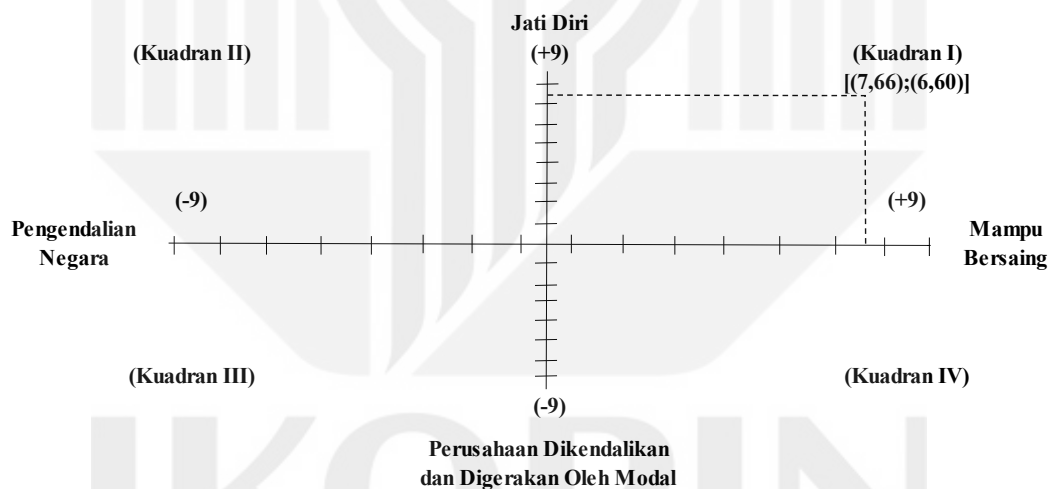 Jati Diri
(Kuadran II)
(+9)
(Kuadran I)
[(7,66);(6,60)]
(-9)
(+9)
Pengendalian
Negara
Mampu
Bersaing
(Kuadran III)
(Kuadran IV)
(-9)
Perusahaan Dikendalikan
dan Digerakan Oleh Modal
IKOPIN